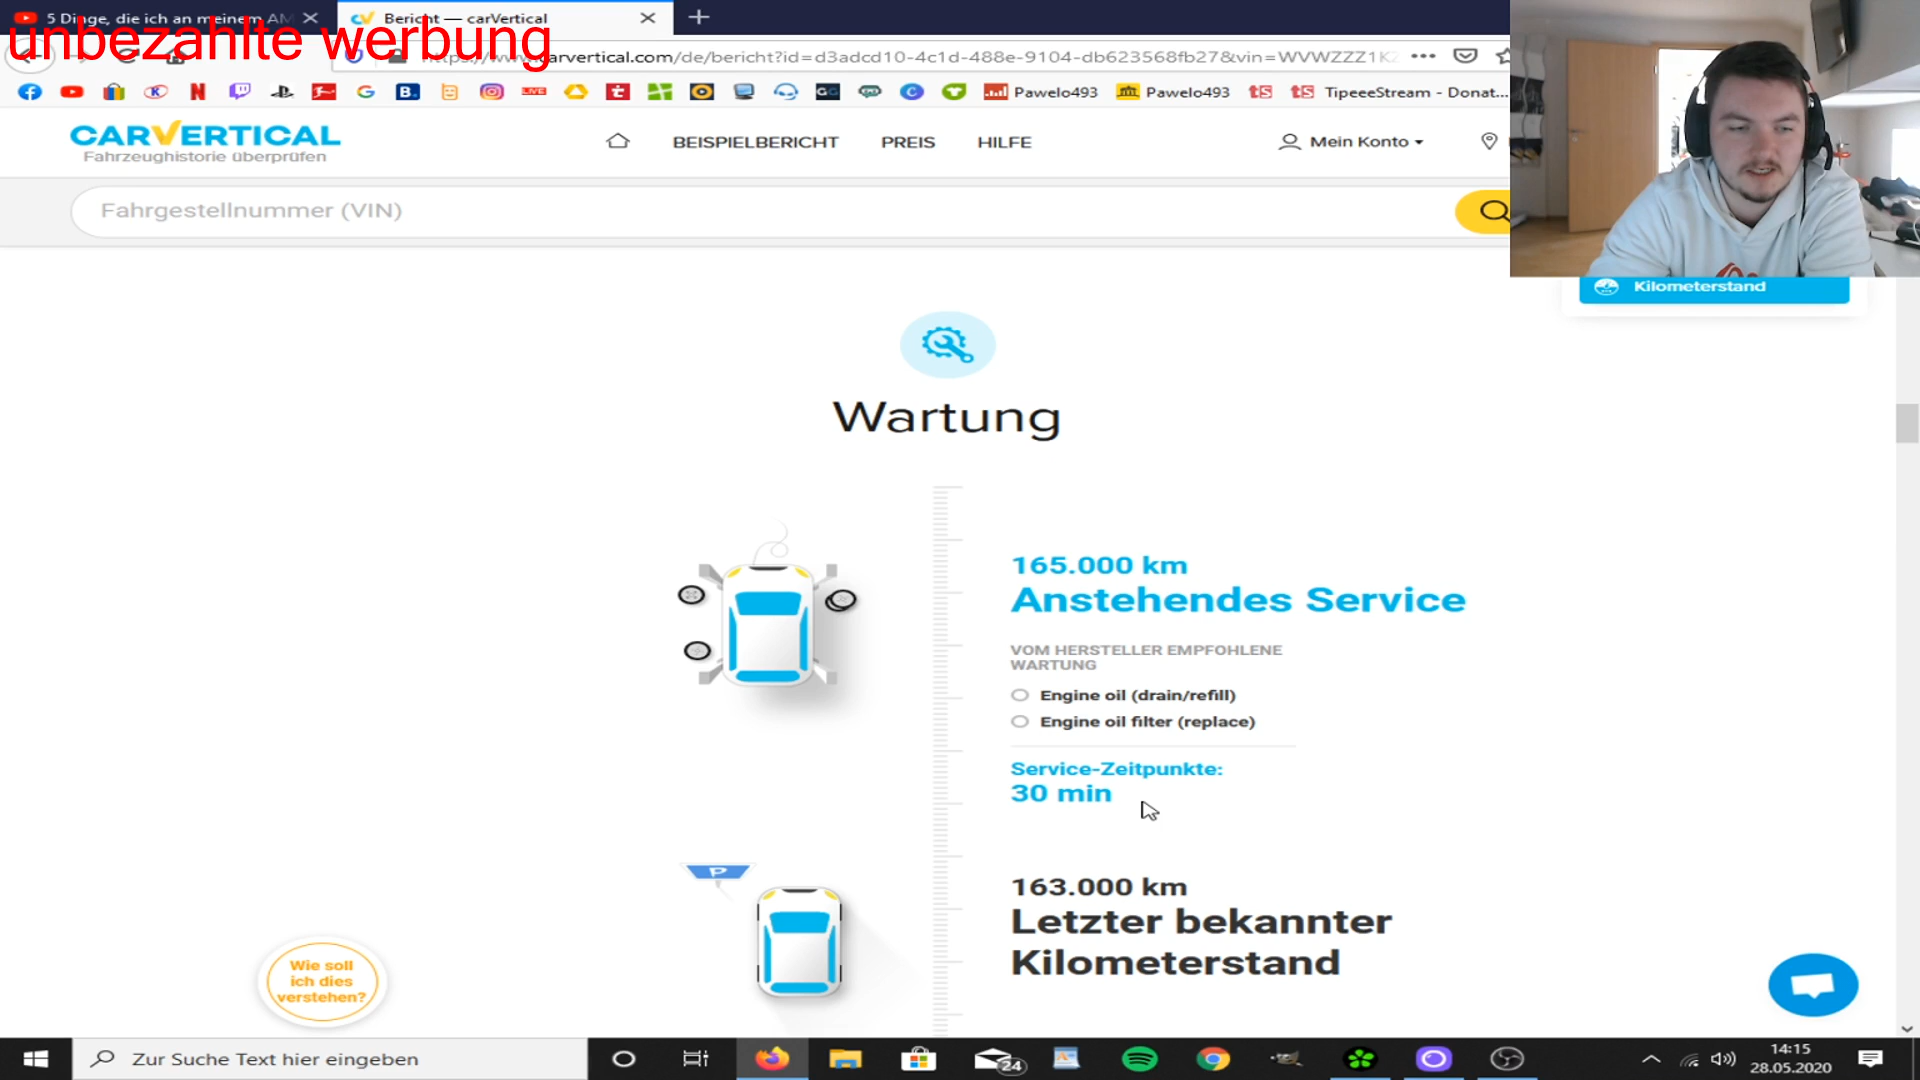 5 Dinge, die ich an meinem AM
Bericht — carVertical
unbezahlte werbung
carvertical.com/de/bericht?id=d3adcd10-4c1d-488e-9104-db623568fb27&vin=WVWZZZ1KZ
Pawelo493
Pawelo493
TipeeeStream - Donat...
CARVERTICAL
Fahrzeughistorie überprüfen
BEISPIELBERICHT
PREIS
HILFE
Mein Konto
Fahrgestellnummer (VIN)
Kilometerstand
Wartung
165.000 km
Anstehendes Service
VOM HERSTELLER EMPFOHLENE
WARTUNG
Engine oil (drain/refill)
Engine oil filter (replace)
Service-Zeitpunkte:
30 min
P
163.000 km
Letzter bekannter
Kilometerstand
Wie soll
ich dies
verstehen?
Zur Suche Text hier eingeben
24
14:15
28.05.2020